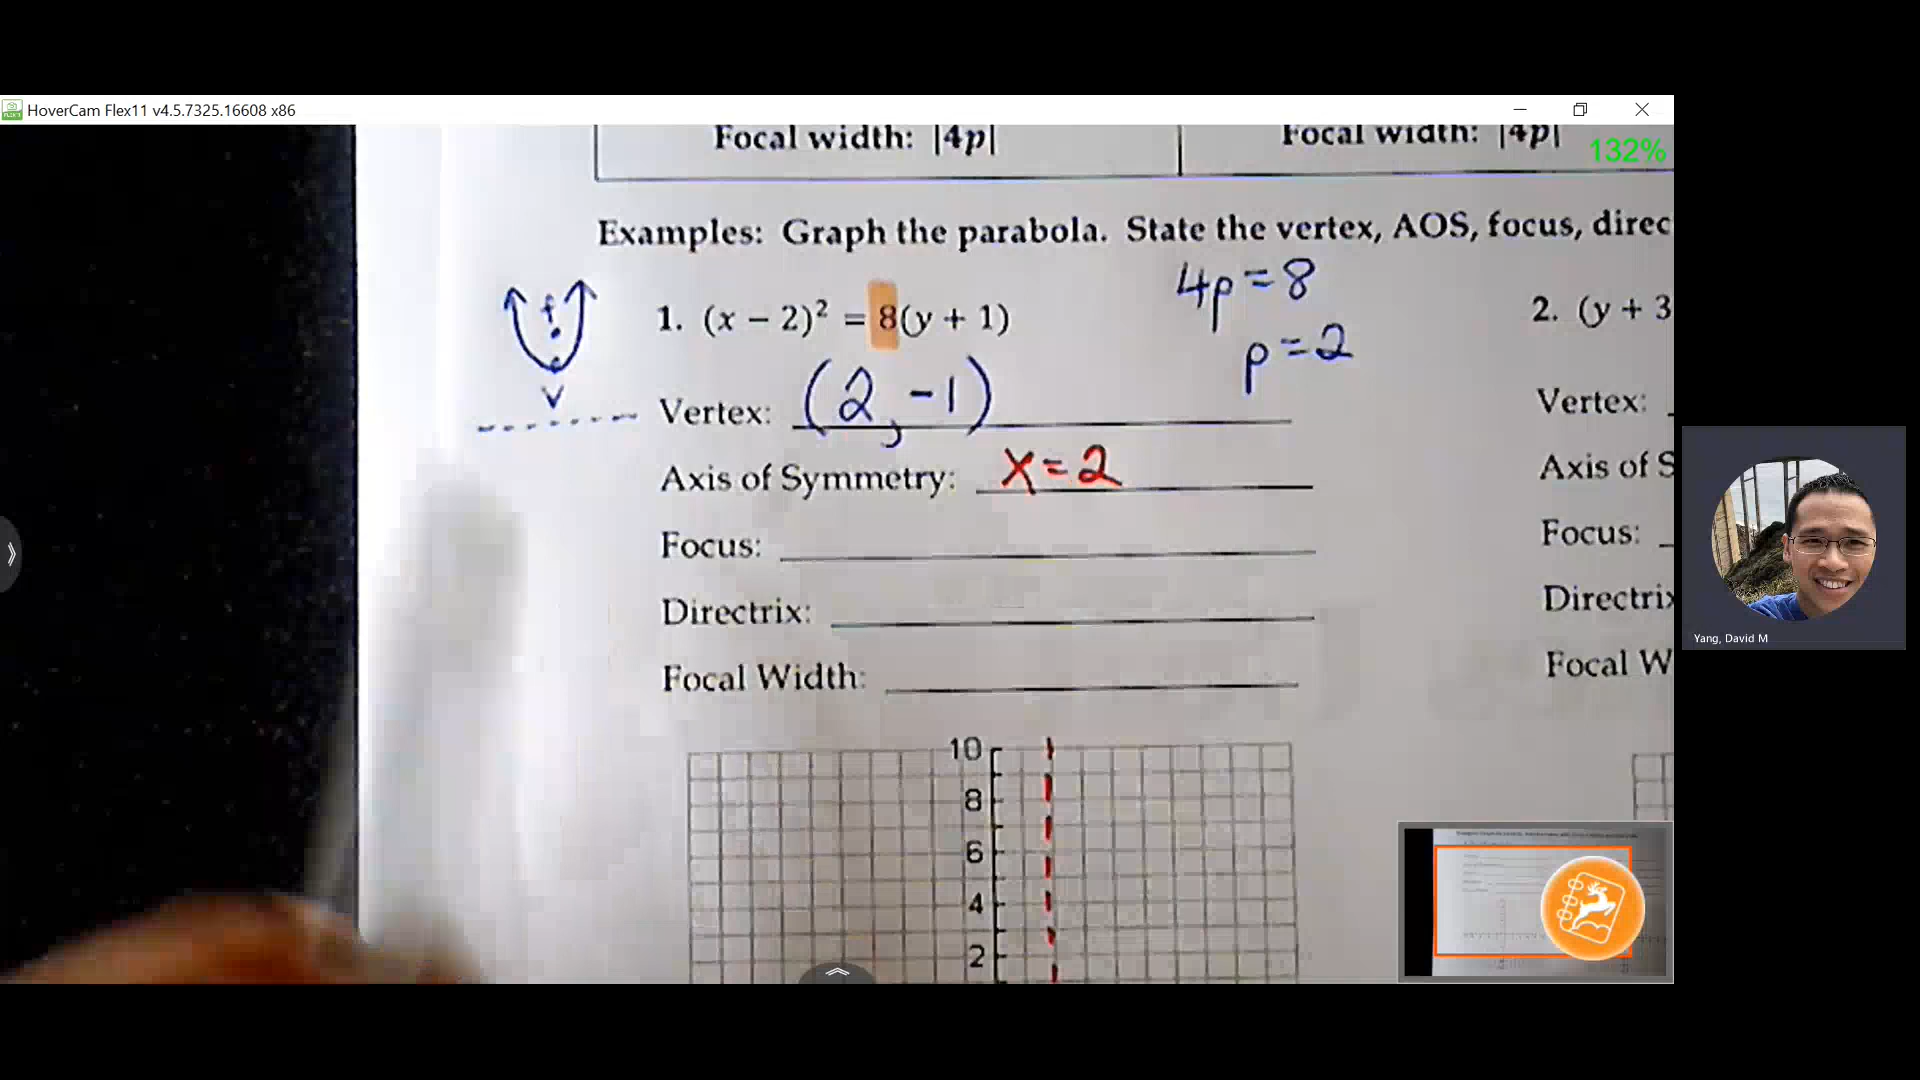 HoverCam Flex11 v4.5.7325.16608 x86
Focal width: |4p|
Focal width: |4p|
132%
Examples: Graph the parabola. State the vertex, AOS, focus, direc
f
v
1. (x − 2)² = 8(y + 1)
4p = 8
p = 2
Vertex: (2, -1)
Axis of Symmetry: x = 2
Focus:
Directrix:
Focal Width:
10
8
6
4
2
2. (y + 3
Vertex:
Axis of S
Focus:
Directrix
Focal W
Yang, David M